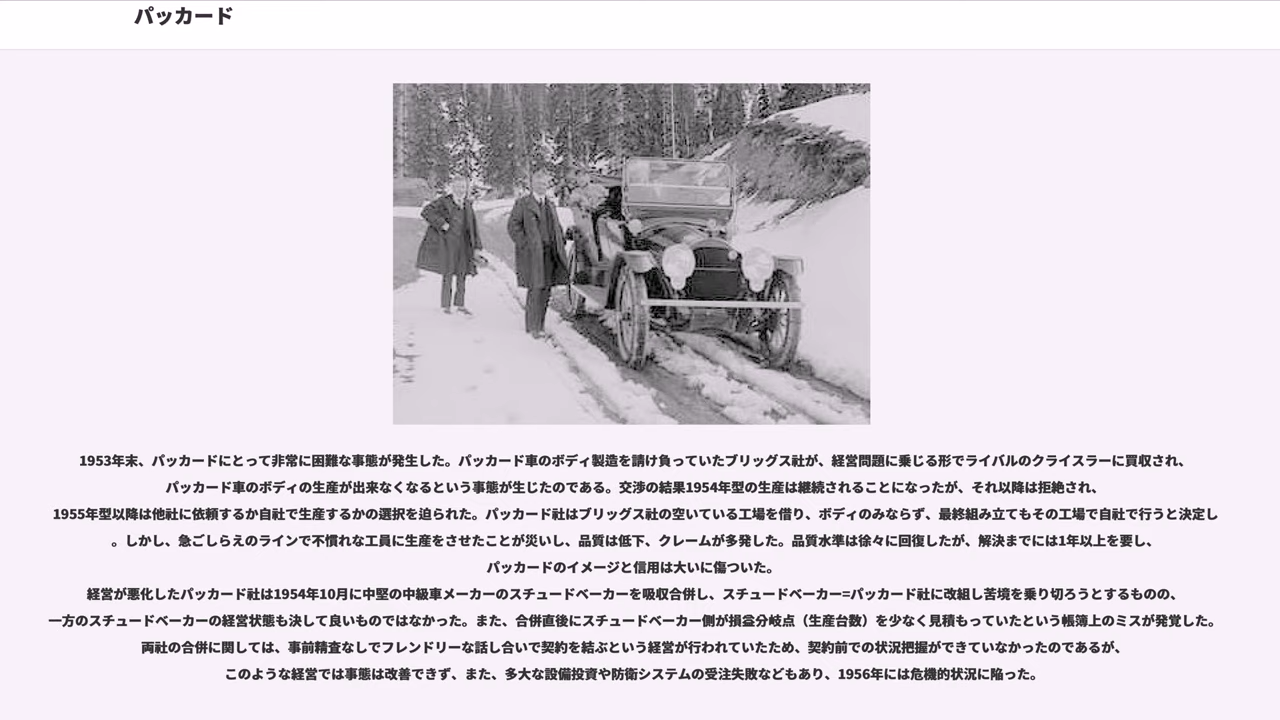 パッカード
1953年末、パッカードにとって非常に困難な事態が発生した。パッカード車のボディ製造を請け負っていたブリッグス社が、経営問題に乗じる形でライバルのクライスラーに買収され、
パッカード車のボディの生産が出来なくなるという事態が生じたのである。交渉の結果1954年型の生産は継続されることになったが、それ以降は拒絶され、
1955年型以降は他社に依頼するか自社で生産するかの選択を迫られた。パッカード社はブリッグス社の空いている工場を借り、ボディのみならず、最終組み立てもその工場で自社で行うと決定し
。しかし、急ごしらえのラインで不慣れな工員に生産をさせたことが災いし、品質は低下、クレームが多発した。品質水準は徐々に回復したが、解決までには1年以上を要し、
パッカードのイメージと信用は大いに傷ついた。
経営が悪化したパッカード社は1954年10月に中堅の中級車メーカーのスチュードベーカーを吸収合併し、スチュードベーカー=パッカード社に改組し苦境を乗り切ろうとするものの、
一方のスチュードベーカーの経営状態も決して良いものではなかった。また、合併直後にスチュードベーカー側が損益分岐点（生産台数）を少なく見積もっていたという帳簿上のミスが発覚した。
両社の合併に関しては、事前精査なしでフレンドリーな話し合いで契約を結ぶという経営が行われていたため、契約前での状況把握ができていなかったのであるが、
このような経営では事態は改善できず、また、多大な設備投資や防衛システムの受注失敗などもあり、1956年には危機的状況に陥った。